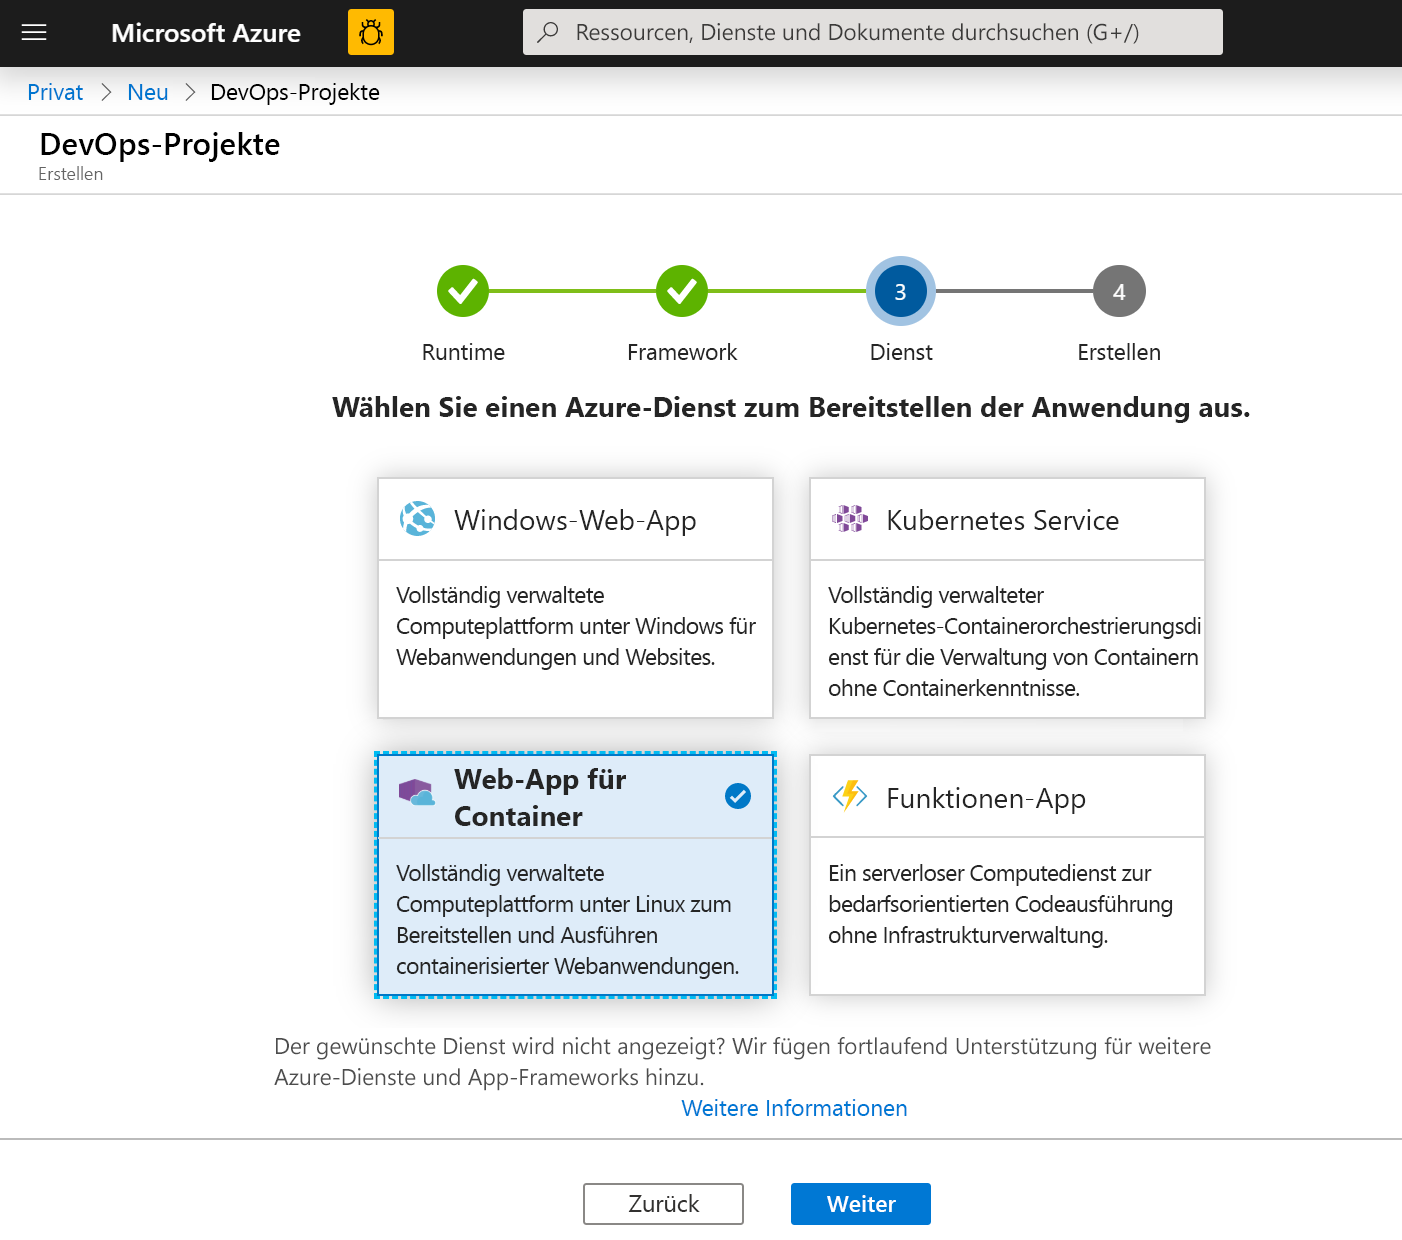 Microsoft Azure
Ressourcen, Dienste und Dokumente durchsuchen (G+/)
Privat > Neu > DevOps-Projekte
DevOps-Projekte
Erstellen
3
4
Runtime
Framework
Dienst
Erstellen
Wählen Sie einen Azure-Dienst zum Bereitstellen der Anwendung aus.
Windows-Web-App
Vollständig verwaltete
Computeplattform unter Windows für
Webanwendungen und Websites.
Kubernetes Service
Vollständig verwalteter
Kubernetes-Containerorchestrierungsdi
enst für die Verwaltung von Containern
ohne Containerkenntnisse.
Web-App für
Container
Vollständig verwaltete
Computeplattform unter Linux zum
Bereitstellen und Ausführen
containerisierter Webanwendungen.
Funktionen-App
Ein serverloser Computedienst zur
bedarfsorientierten Codeausführung
ohne Infrastrukturverwaltung.
Der gewünschte Dienst wird nicht angezeigt? Wir fügen fortlaufend Unterstützung für weitere
Azure-Dienste und App-Frameworks hinzu.
Weitere Informationen
Zurück
Weiter